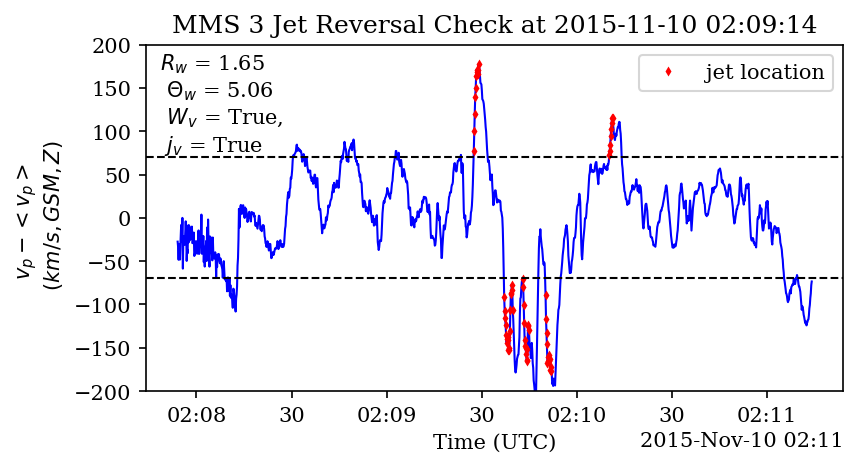 MMS 3 Jet Reversal Check at 2015-11-10 02:09:14
R_w = 1.65
Θ_w = 5.06
W_v = True,
j_v = True
jet location
v_p − <v_p>
(km/s, GSM, Z)
200
150
100
50
0
−50
−100
−150
−200
02:08 30 02:09 30 02:10 30 02:11
Time (UTC)
2015-Nov-10 02:11